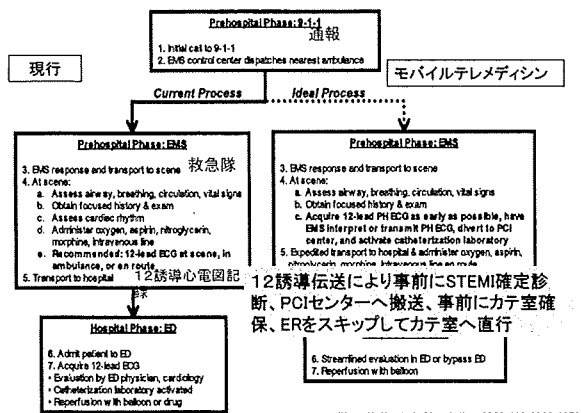 Prehospital Phase: 9-1-1
通報
1. Initial call to 9-1-1
2. EMS control center dispatches nearest ambulance
現行
モバイルテレメディシン
Current Process
Ideal Process
Prehospital Phase: EMS
3. EMS response and transport to scene
救急隊
4. At scene:
a. Assess airway, breathing, circulation, vital signs
b. Obtain focused history & exam
c. Assess cardiac rhythm
d. Administer oxygen, aspirin, nitroglycerin,
morphine, intravenous line
e. Recommended: 12-lead ECG at scene, in
ambulance, or en route
5. Transport to hospital
12誘導心電図記
録
Prehospital Phase: EMS
3. EMS response and transport to scene
4. At scene:
a. Assess airway, breathing, circulation, vital signs
b. Obtain focused history & exam
c. Acquire 12-lead PH ECG as early as possible, have
EMS interpret or transmit PH ECG, divert to PCI
center, and activate catheterization laboratory
5. Expedited transport to hospital & administer oxygen, aspirin,
nitroglycerin, morphine, intravenous line en route
12誘導伝送により事前にSTEMI確定診
断、PCIセンターへ搬送、事前にカテ室確
保、ERをスキップしてカテ室へ直行
Hospital Phase: ED
6. Admit patient to ED
7. Acquire 12-lead ECG
• Evaluation by ED physician, cardiology
• Catheterization laboratory activated
• Reperfusion with balloon or drug
6. Streamlined evaluation in ED or bypass ED
7. Reperfusion with balloon